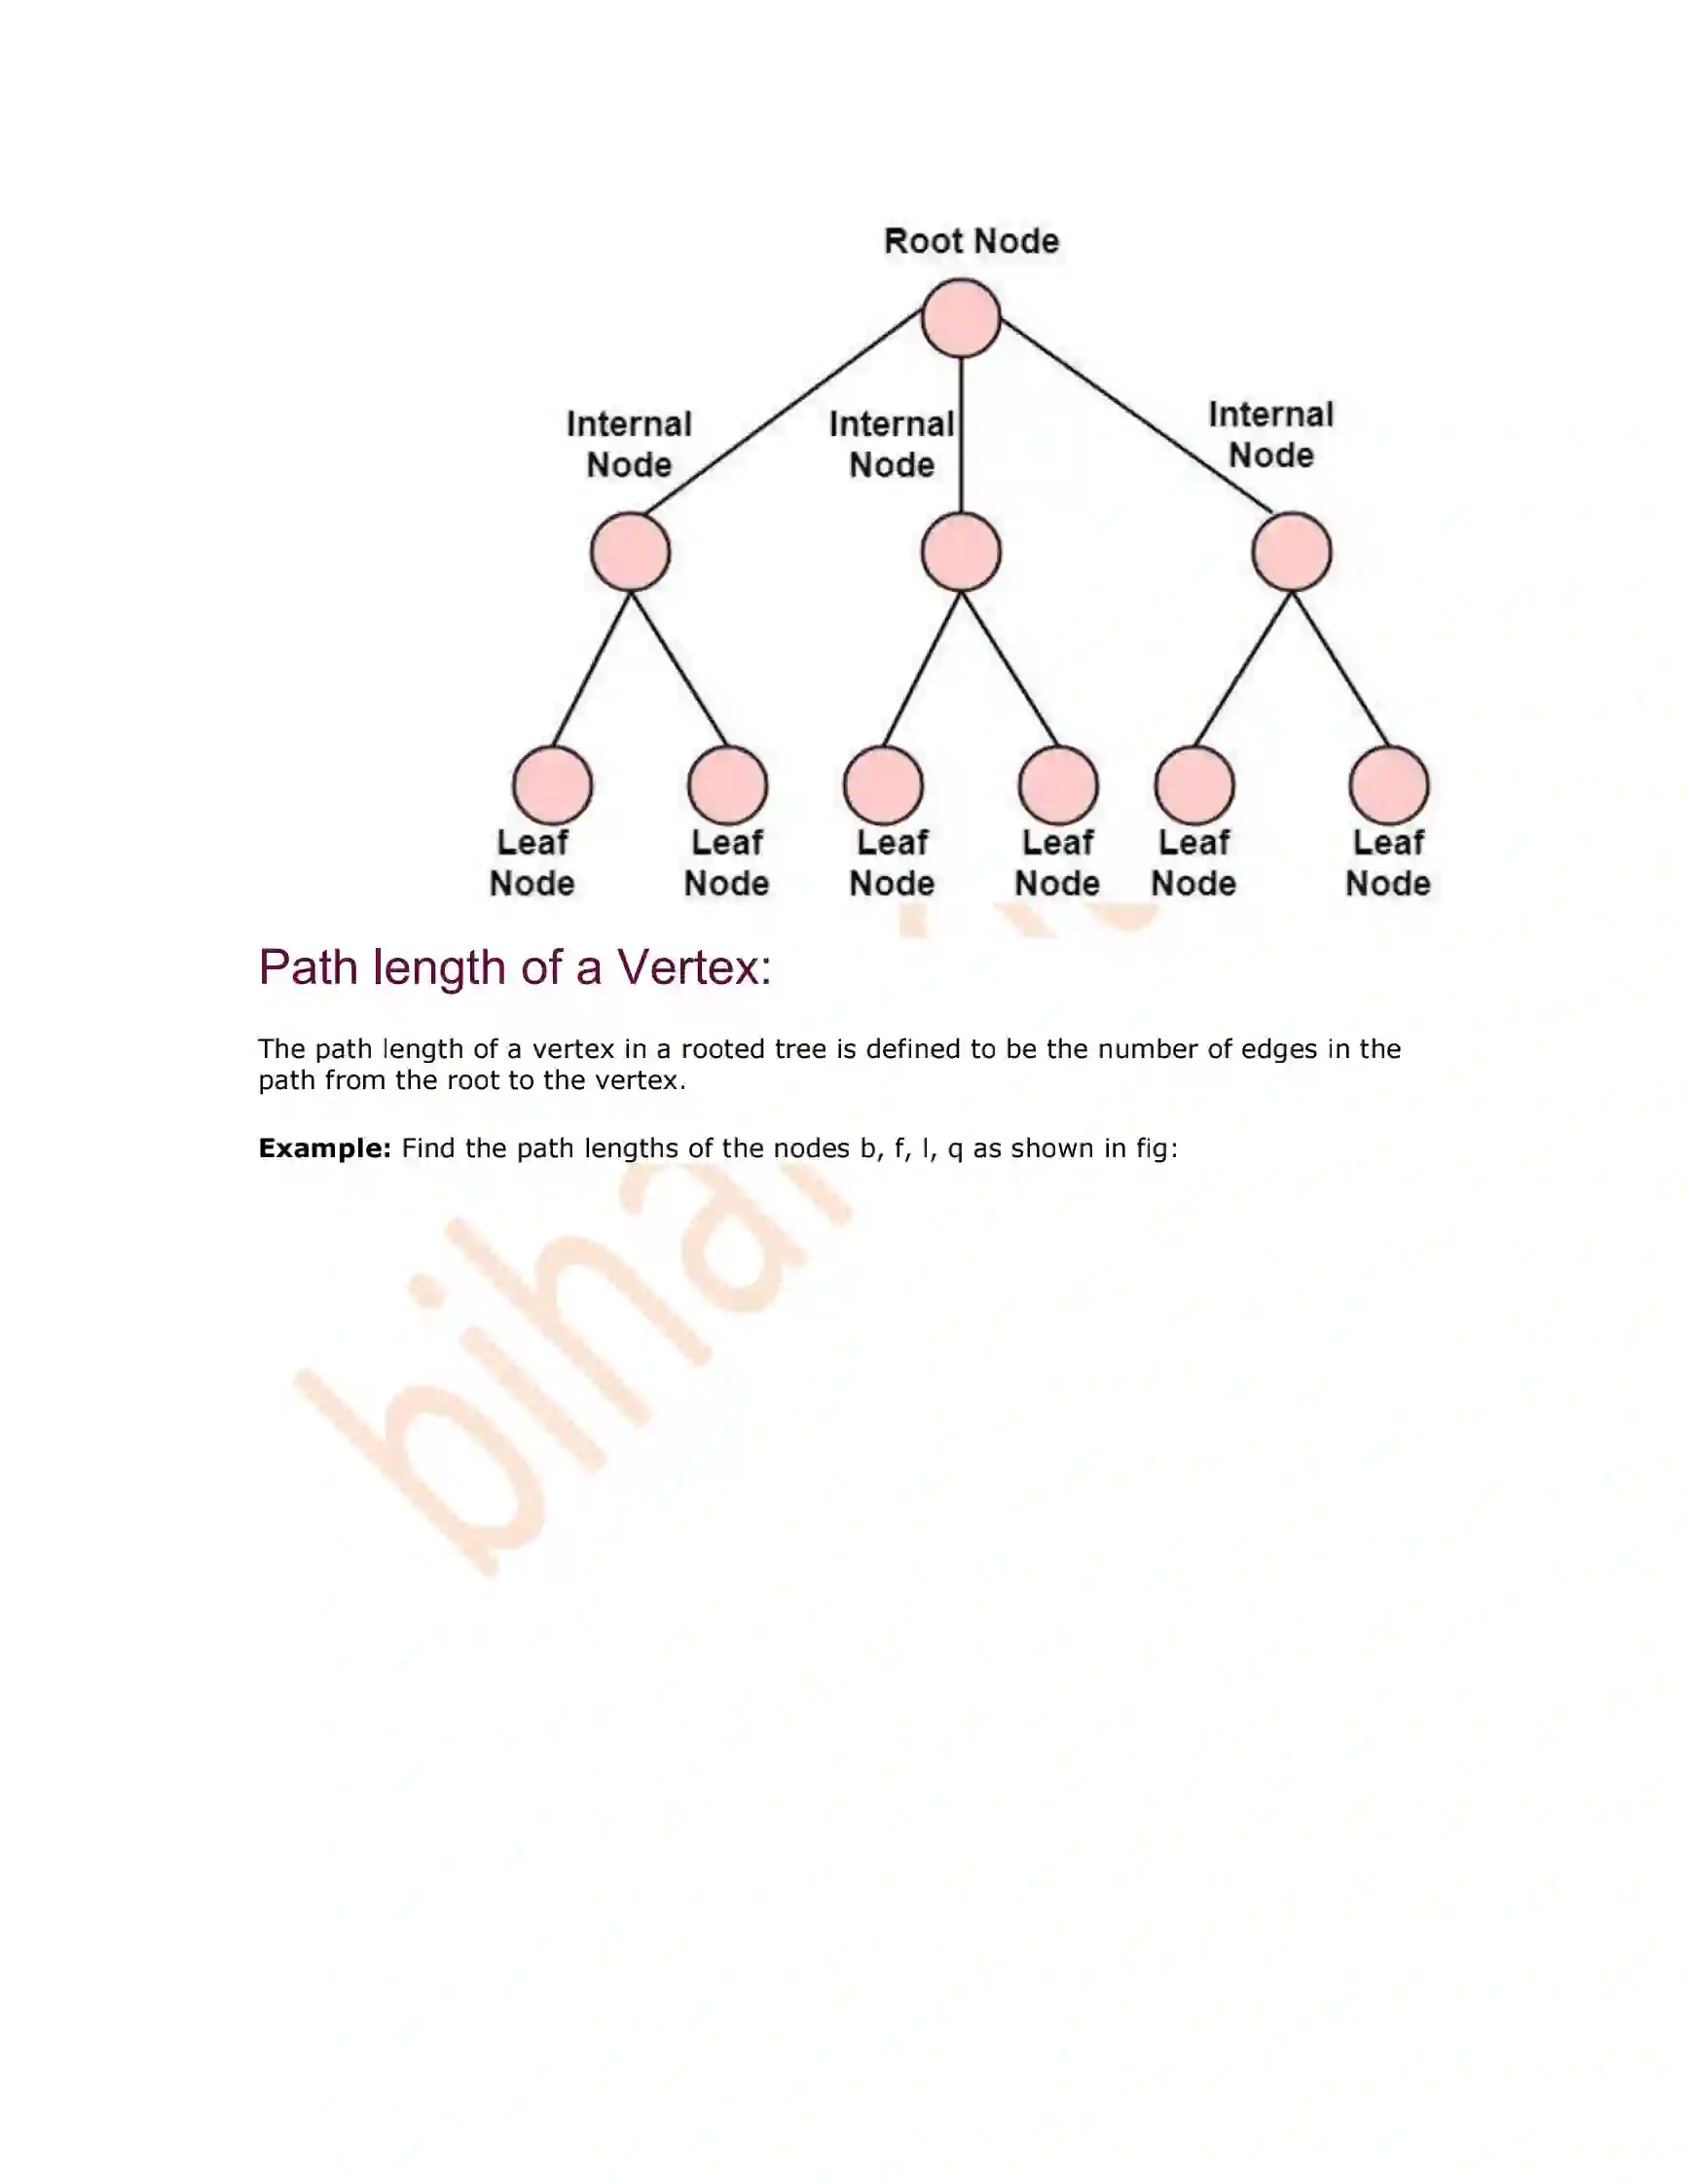 Root Node
Internal
Node
Internal
Node
Internal
Node
Leaf
Node
Leaf
Node
Leaf
Node
Leaf
Node
Leaf
Node
Leaf
Node
Path length of a Vertex:
The path length of a vertex in a rooted tree is defined to be the number of edges in the
path from the root to the vertex.
Example: Find the path lengths of the nodes b, f, l, q as shown in fig: